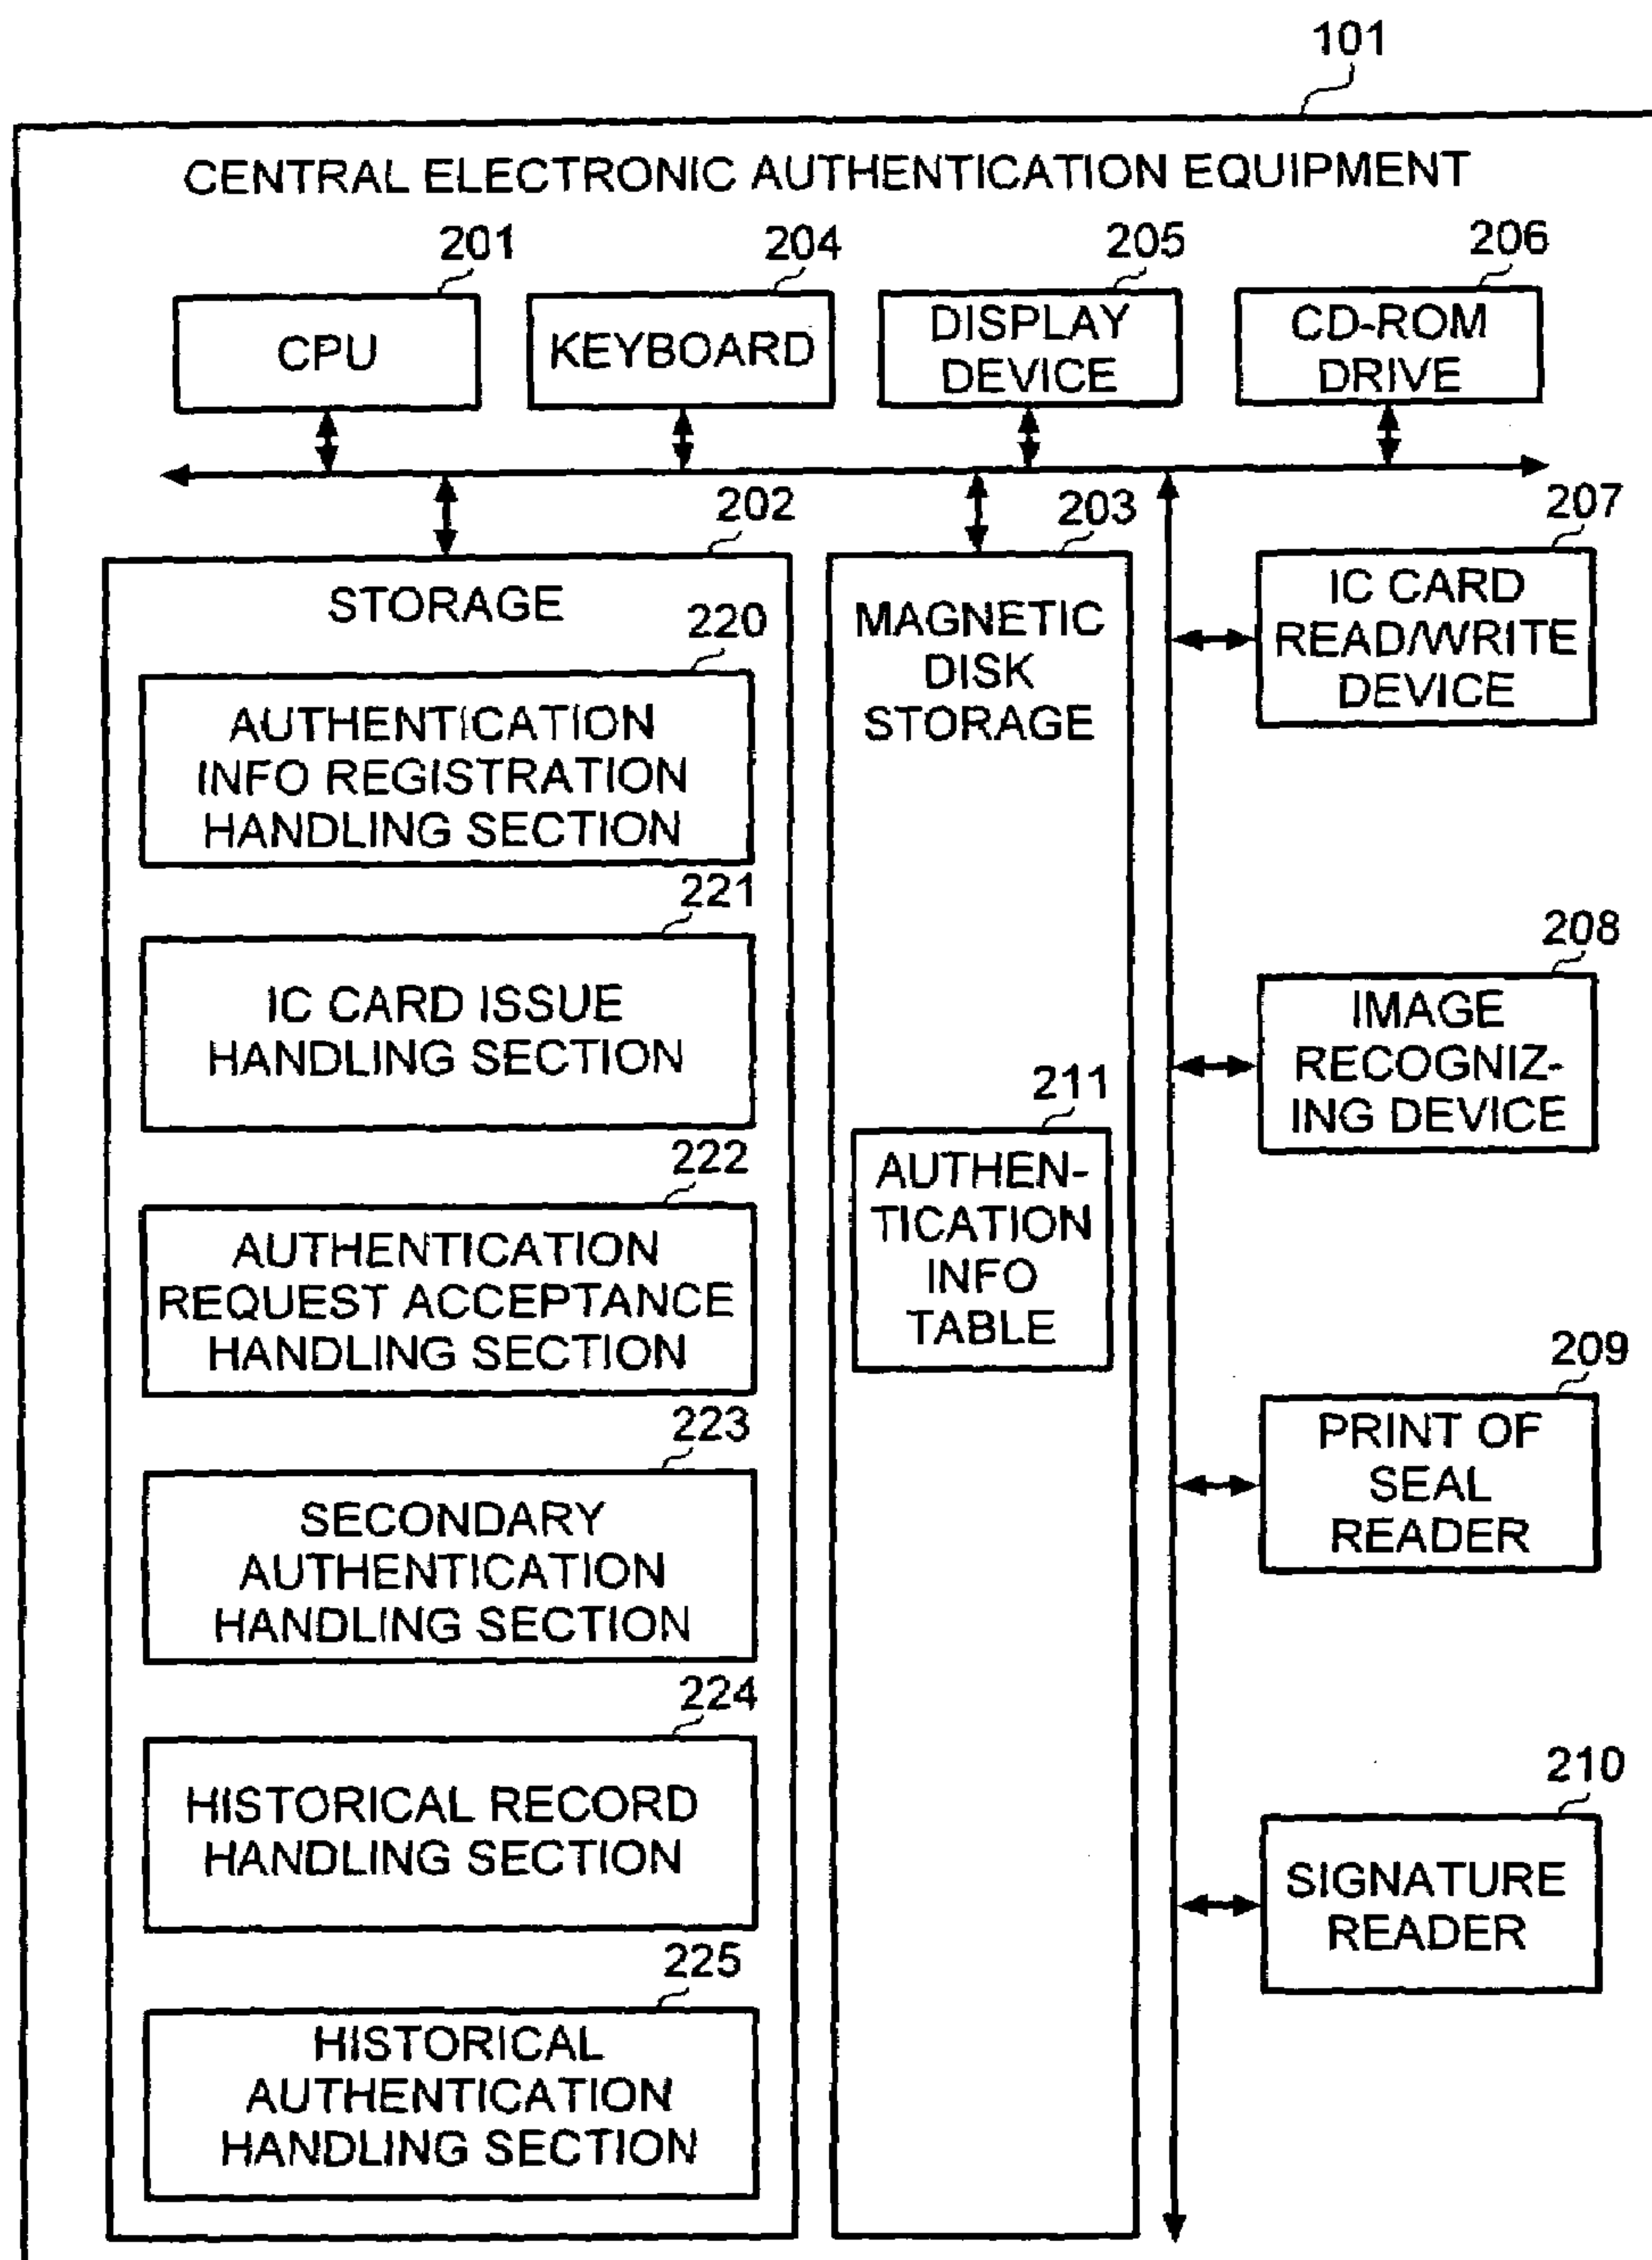 101
CENTRAL ELECTRONIC AUTHENTICATION EQUIPMENT
201
204
205
206
CPU
KEYBOARD
DISPLAY
DEVICE
CD-ROM
DRIVE
202
203
207
STORAGE
220
AUTHENTICATION
INFO REGISTRATION
HANDLING SECTION
221
IC CARD ISSUE
HANDLING SECTION
222
AUTHENTICATION
REQUEST ACCEPTANCE
HANDLING SECTION
223
SECONDARY
AUTHENTICATION
HANDLING SECTION
224
HISTORICAL RECORD
HANDLING SECTION
225
HISTORICAL
AUTHENTICATION
HANDLING SECTION
MAGNETIC
DISK
STORAGE
211
AUTHEN-
TICATION
INFO
TABLE
IC CARD
READ/WRITE
DEVICE
208
IMAGE
RECOGNIZ-
ING DEVICE
209
PRINT OF
SEAL
READER
210
SIGNATURE
READER